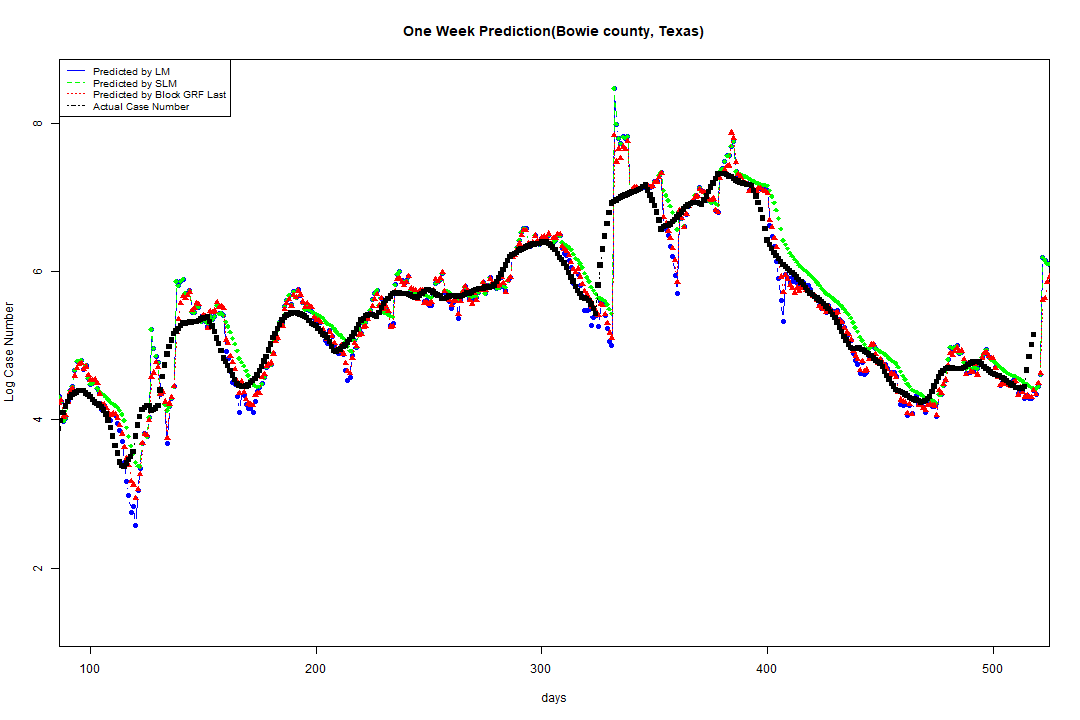 One Week Prediction(Bowie county, Texas)
Predicted by LM
Predicted by SLM
Predicted by Block GRF Last
Actual Case Number
8
6
4
2
Log Case Number
100 200 300 400 500
days